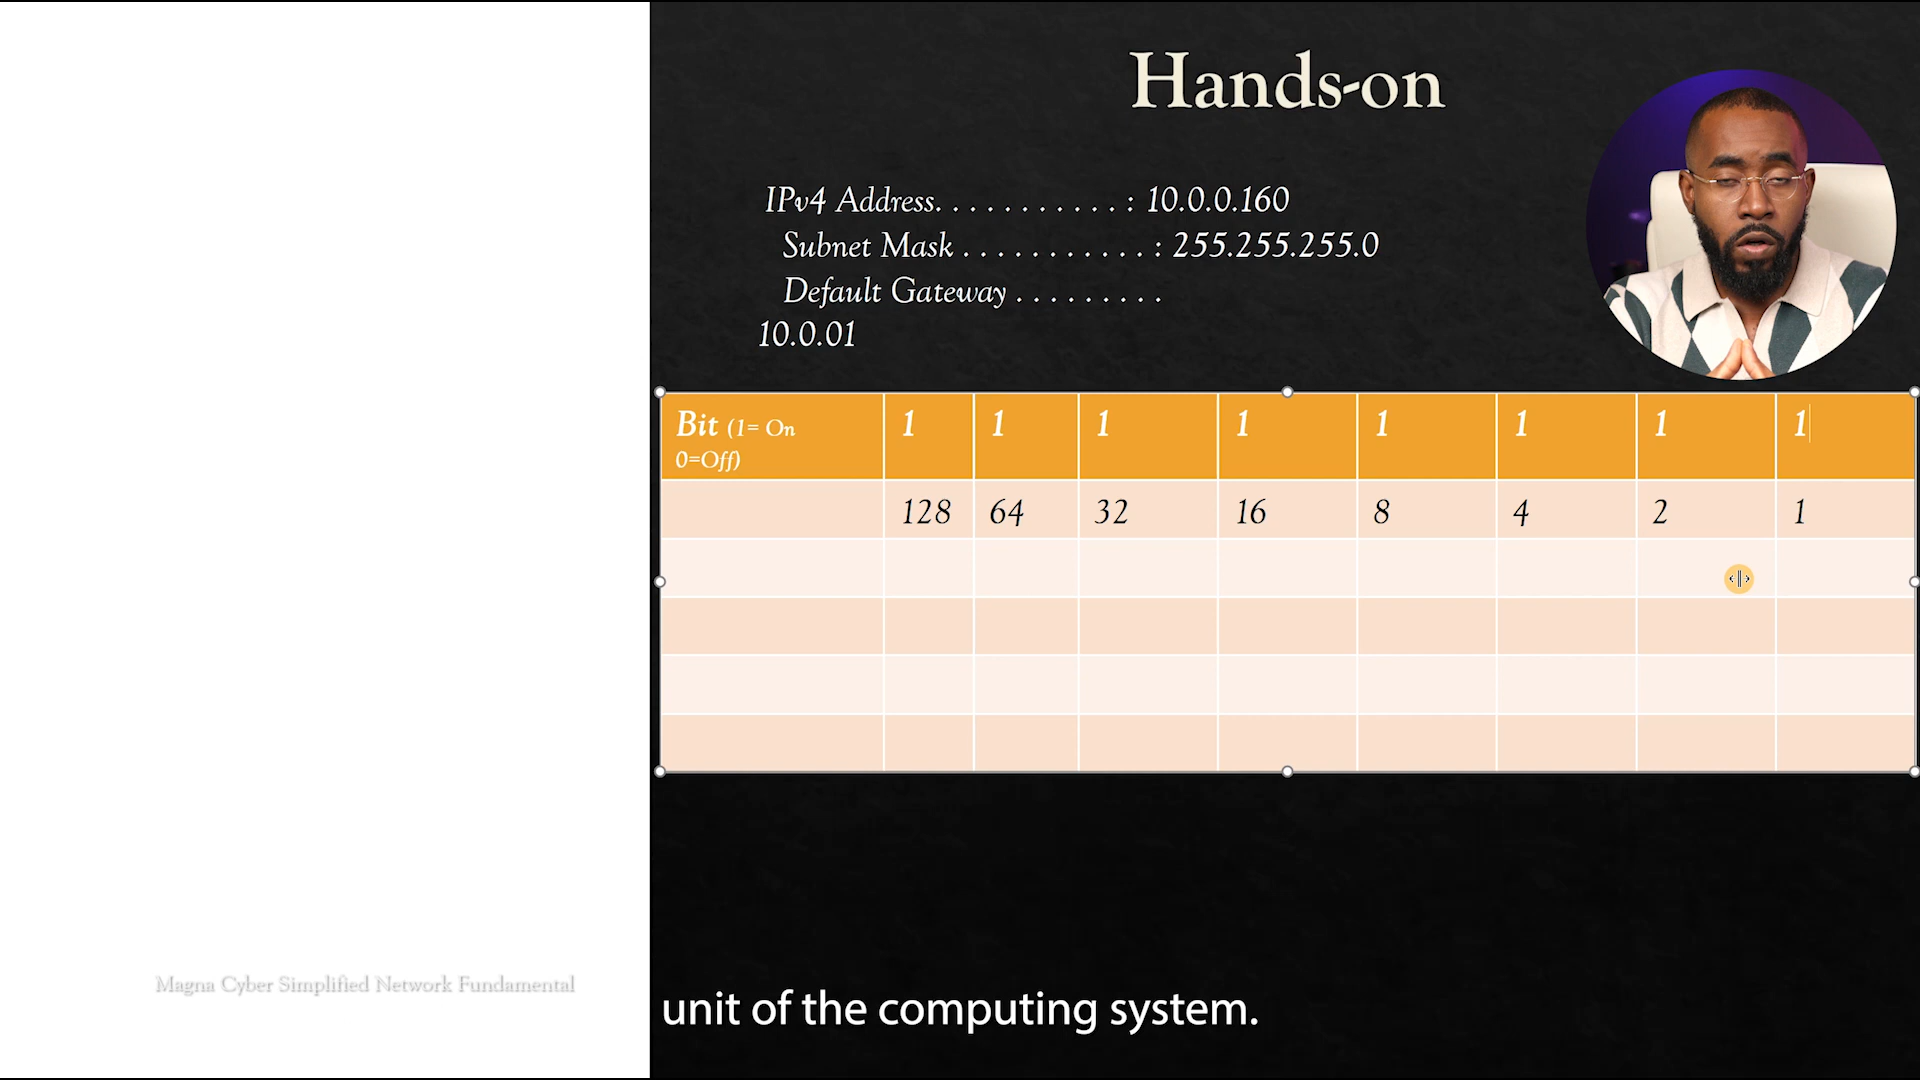 Hands-on
IPv4 Address. . . . . . . . . . . : 10.0.0.160
Subnet Mask . . . . . . . . . . . : 255.255.255.0
Default Gateway . . . . . . . . .
10.0.01
Bit (1= On 1 1 1 1 1 1 1 1
0=Off)
128 64 32 16 8 4 2 1
Magna Cyber Simplified Network Fundamental
unit of the computing system.